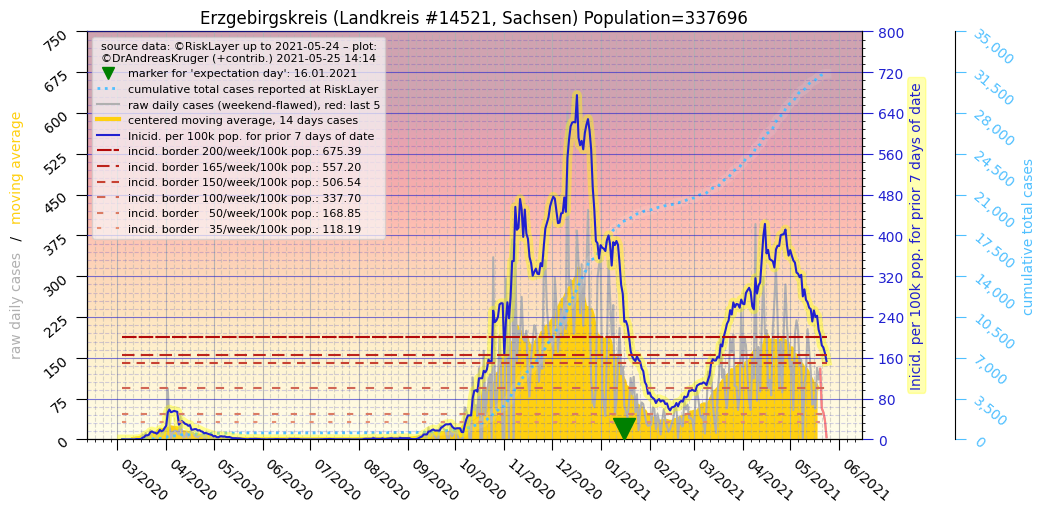 Erzgebirgskreis (Landkreis #14521, Sachsen) Population=337696
source data: ©RiskLayer up to 2021-05-24 – plot:
©DrAndreasKruger (+contrib.) 2021-05-25 14:14
marker for 'expectation day': 16.01.2021
cumulative total cases reported at RiskLayer
raw daily cases (weekend-flawed), red: last 5
centered moving average, 14 days cases
Inicid. per 100k pop. for prior 7 days of date
incid. border 200/week/100k pop.: 675.39
incid. border 165/week/100k pop.: 557.20
incid. border 150/week/100k pop.: 506.54
incid. border 100/week/100k pop.: 337.70
incid. border   50/week/100k pop.: 168.85
incid. border   35/week/100k pop.: 118.19
raw daily cases / moving average
750
675
600
525
450
375
300
225
150
75
0
03/2020
04/2020
05/2020
06/2020
07/2020
08/2020
09/2020
10/2020
11/2020
12/2020
01/2021
02/2021
03/2021
04/2021
05/2021
06/2021
800
720
640
560
480
400
320
240
160
80
0
Inicid. per 100k pop. for prior 7 days of date
35,000
31,500
28,000
24,500
21,000
17,500
14,000
10,500
7,000
3,500
0
cumulative total cases